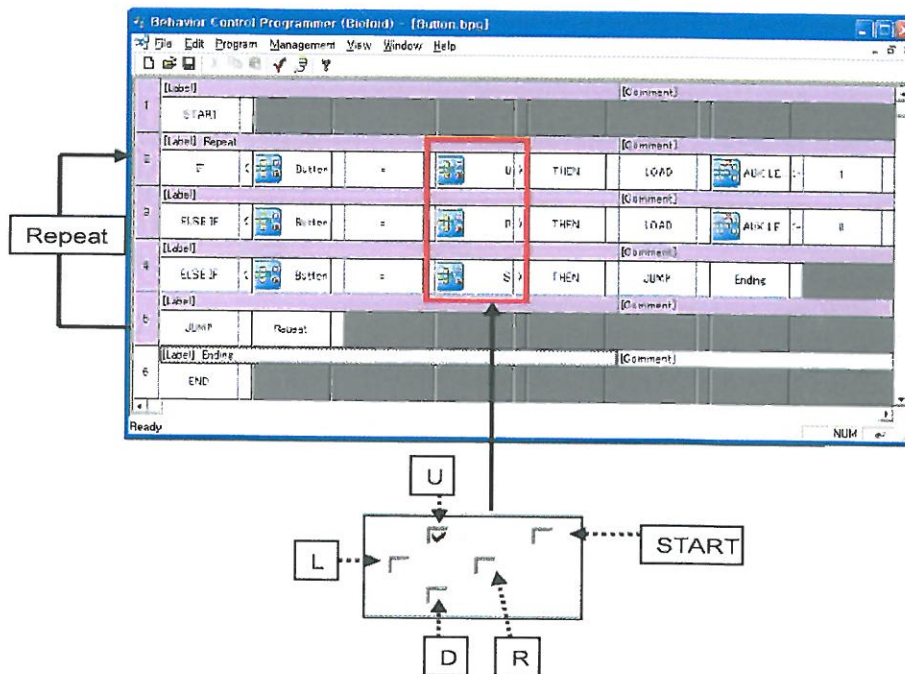 Behavior Control Programmer (Bioloid) - [Button.bpg]
File Edit Program Management View Window Help
[Label] [Comment]
1 START
[Label] Repeat [Comment]
2 IF ( Button = U ) THEN LOAD
[Label] [Comment]
3 ELSE IF ( Button = D ) THEN LOAD
[Label] [Comment]
4 ELSE IF ( Button = S ) THEN JUMP Ending
[Label] [Comment]
5 JUMP Repeat
[Label] Ending [Comment]
6 END
Ready NUM
Repeat
U
L
START
D
R